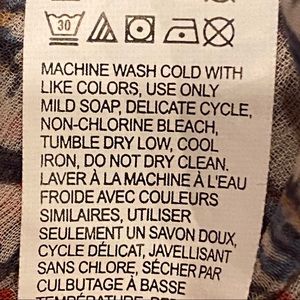 30
MACHINE WASH COLD WITH
LIKE COLORS, USE ONLY
MILD SOAP, DELICATE CYCLE,
NON-CHLORINE BLEACH,
TUMBLE DRY LOW, COOL
IRON, DO NOT DRY CLEAN.
LAVER À LA MACHINE À L'EAU
FROIDE AVEC COULEURS
SIMILAIRES, UTILISER
SEULEMENT UN SAVON DOUX,
CYCLE DÉLICAT, JAVELLISANT
SANS CHLORE, SÉCHER PAR
CULBUTAGE À BASSE